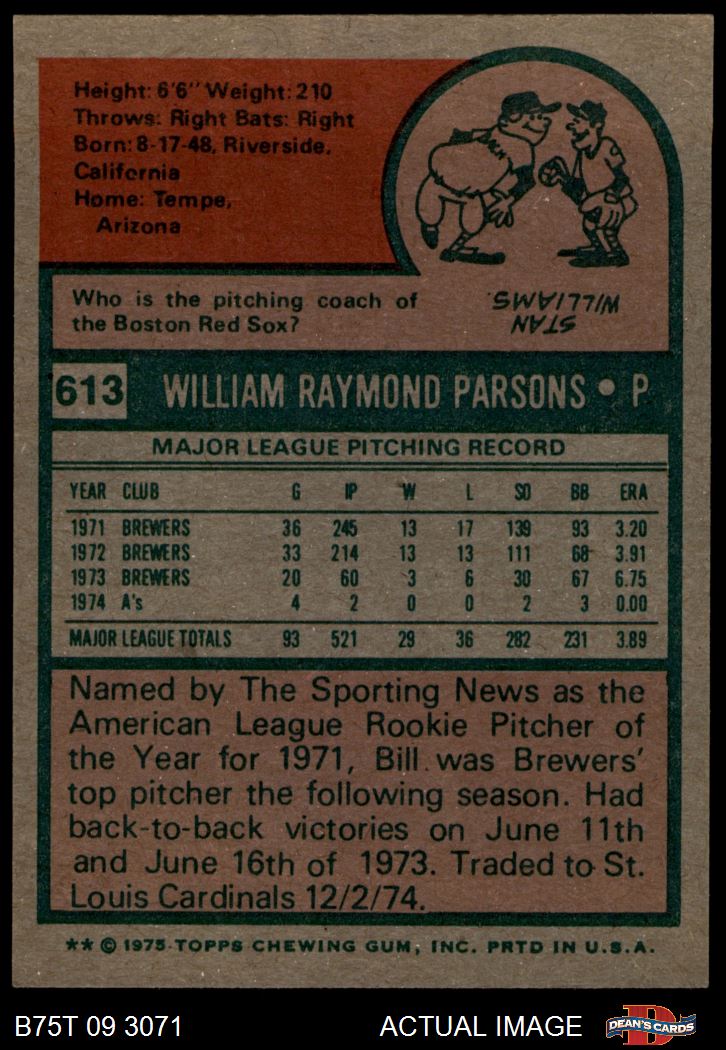 Height: 6'6" Weight: 210
Throws: Right Bats: Right
Born: 8-17-48, Riverside,
California
Home: Tempe,
Arizona
COACH
Who is the pitching coach of
the Boston Red Sox?
STAN
WILLIAMS.
613 WILLIAM RAYMOND PARSONS • P
MAJOR LEAGUE PITCHING RECORD
YEAR CLUB G IP W L SO BB ERA
1971 BREWERS 36 245 13 17 139 93 3.20
1972 BREWERS 33 214 13 13 111 68 3.91
1973 BREWERS 20 60 3 6 30 67 6.75
1974 A's 4 2 0 0 2 3 0.00
MAJOR LEAGUE TOTALS 93 521 29 36 282 231 3.89
Named by The Sporting News as the
American League Rookie Pitcher of
the Year for 1971, Bill was Brewers'
top pitcher the following season. Had
back-to-back victories on June 11th
and June 16th of 1973. Traded to St.
Louis Cardinals 12/2/74.
** © 1975 TOPPS CHEWING GUM, INC. PRTD IN U.S.A.
B75T 09 3071 ACTUAL IMAGE
D
DEAN'S CARDS